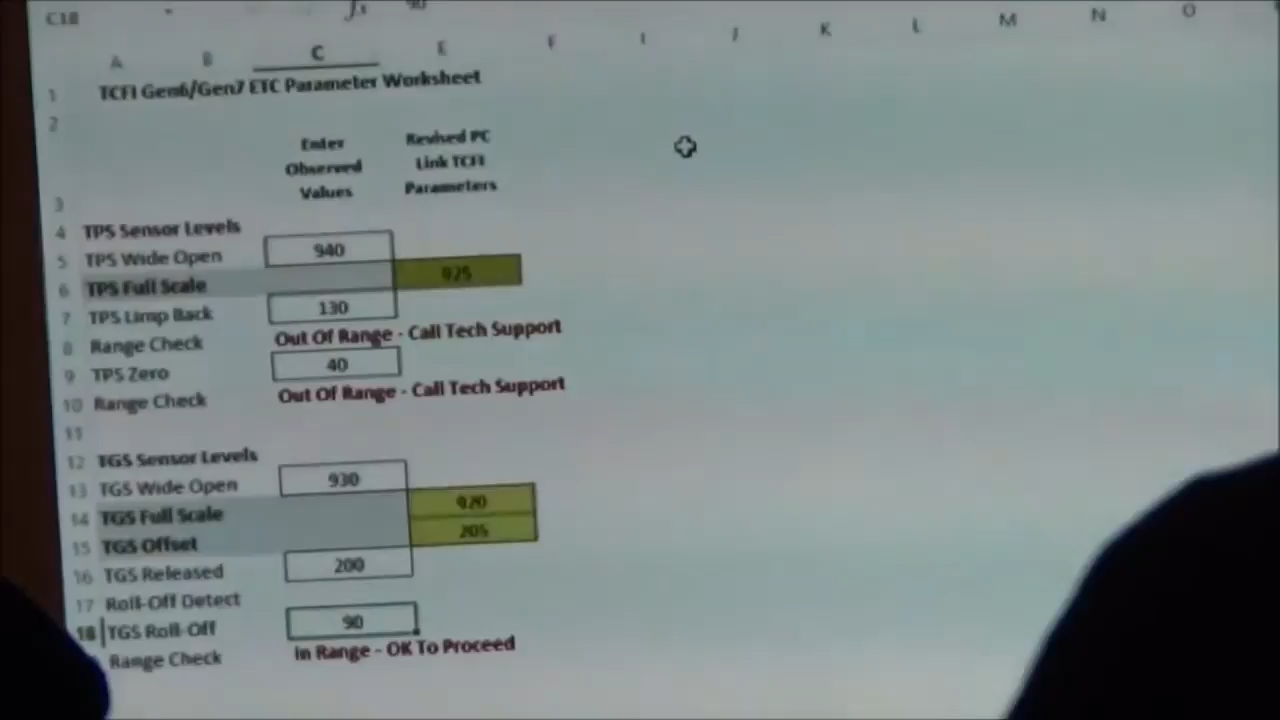 C18 fx 90
A B C E F I J K L M N O
1 TCFI Gen6/Gen7 ETC Parameter Worksheet
2
Enter Revised PC
Observed Link TCFI
Values Parameters
3
4 TPS Sensor Levels
5 TPS Wide Open 940
6 TPS Full Scale 925
7 TPS Limp Back 130
8 Range Check Out Of Range - Call Tech Support
9 TPS Zero 40
10 Range Check Out Of Range - Call Tech Support
11
12 TGS Sensor Levels
13 TGS Wide Open 930
14 TGS Full Scale 920
15 TGS Offset 205
16 TGS Released 200
17 Roll-Off Detect
18 TGS Roll-Off 90
Range Check In Range - OK To Proceed